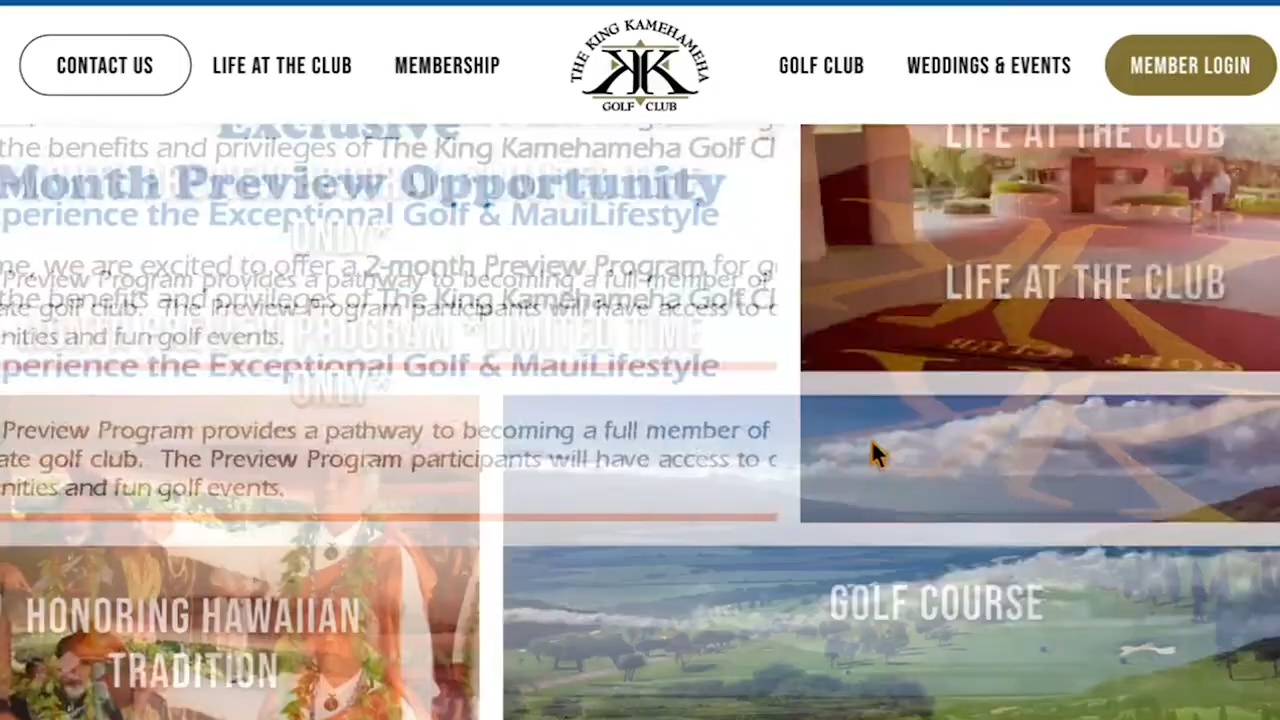 CONTACT US
LIFE AT THE CLUB
MEMBERSHIP
THE KING KAMEHAMEHA
GOLF CLUB
GOLF CLUB
WEDDINGS & EVENTS
MEMBER LOGIN
Exclusive
the benefits and privileges of The King Kamehameha Golf Cl
Month Preview Opportunity
perience the Exceptional Golf & MauiLifestyle
ONLY*
me, we are excited to offer a 2-month Preview Program for
Preview Program provides a pathway to becoming a full member of
the benefits and privileges of The King Kamehameha Golf Cl
ate golf club. The Preview Program participants will have access to c
PROGRAM *LIMITED TIME
nities and fun golf events.
perience the Exceptional Golf & MauiLifestyle
ONLY*
Preview Program provides a pathway to becoming a full member of
ate golf club. The Preview Program participants will have access to c
nities and fun golf events.
LIFE AT THE CLUB
LIFE AT THE CLUB
HONORING HAWAIIAN
TRADITION
GOLF COURSE